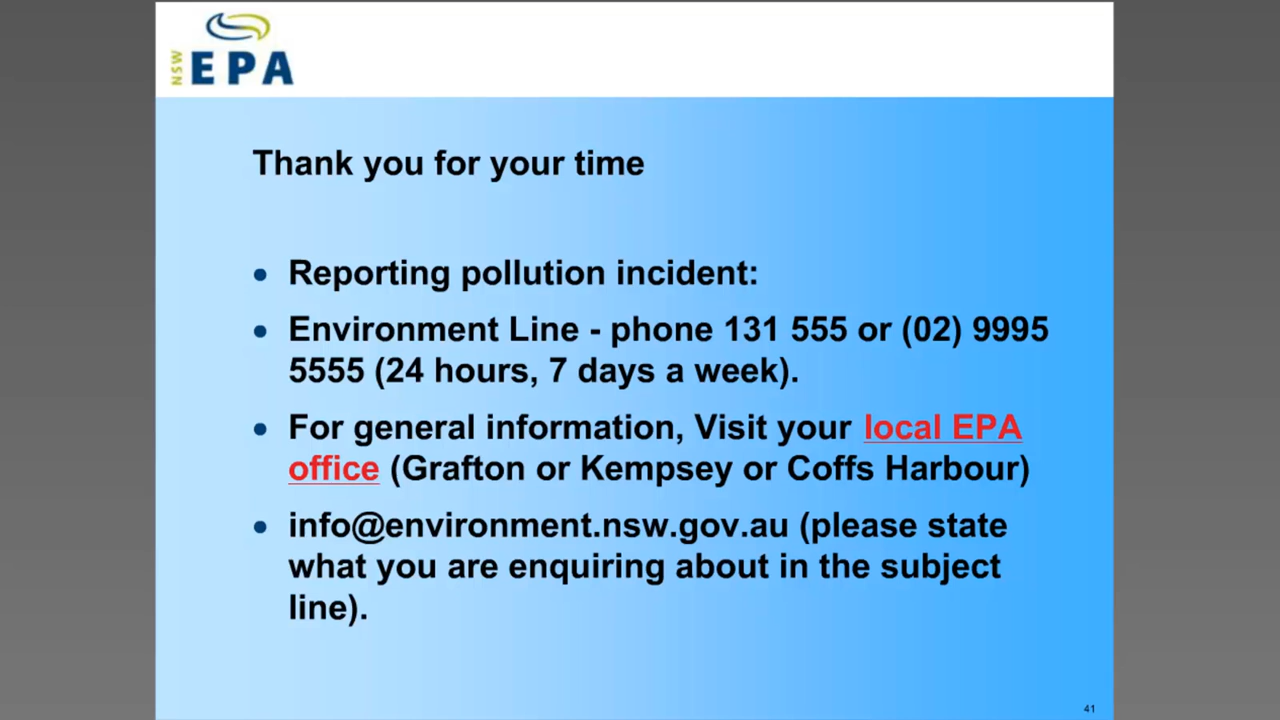 NSW EPA
Thank you for your time
• Reporting pollution incident:
• Environment Line - phone 131 555 or (02) 9995
5555 (24 hours, 7 days a week).
• For general information, Visit your local EPA
office (Grafton or Kempsey or Coffs Harbour)
• info@environment.nsw.gov.au (please state
what you are enquiring about in the subject
line).
41